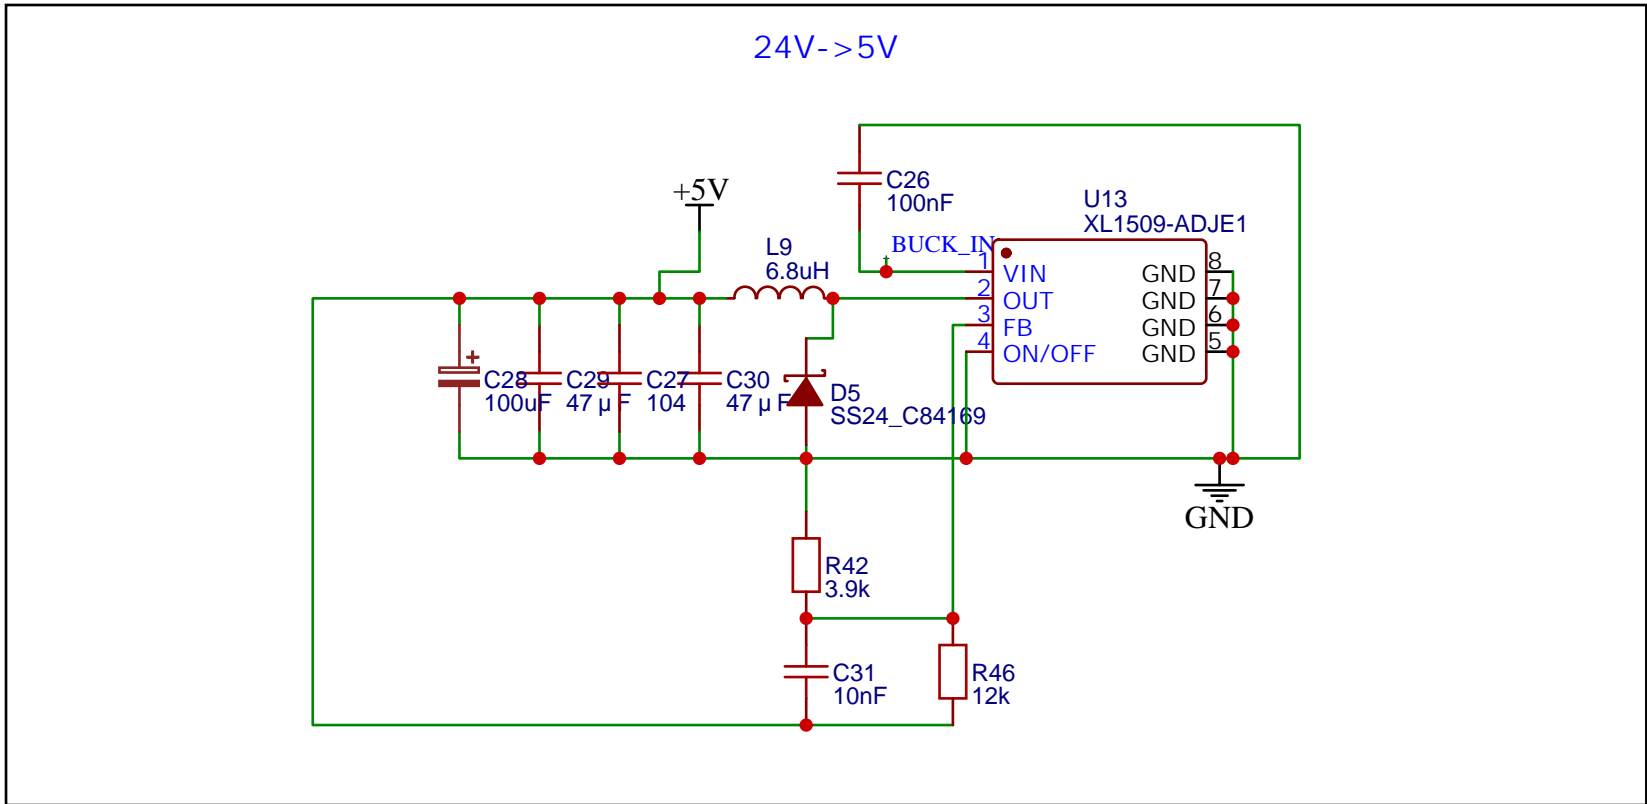 24V->5V
C26
100nF
+5V
U13
XL1509-ADJE1
BUCK_IN
L9
6.8uH
1
VIN
GND
8
2
OUT
GND
7
3
FB
GND
6
4
ON/OFF
GND
5
C28
100uF
C29
47µF
C27
104
C30
47µF
D5
SS24_C84169
GND
R42
3.9k
C31
10nF
R46
12k